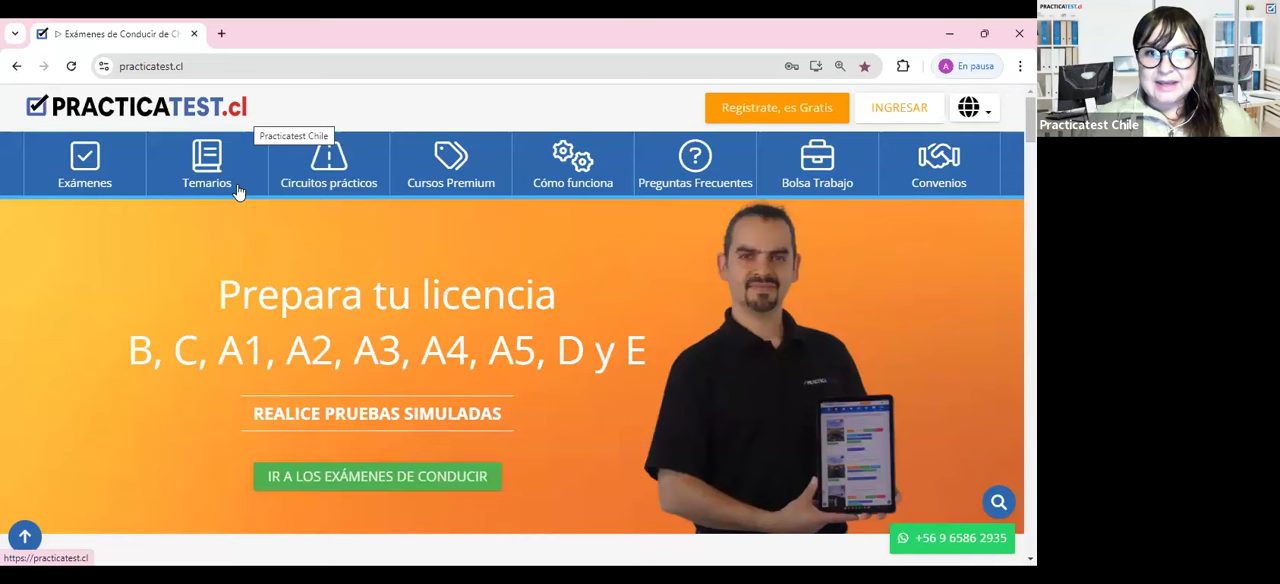 ▷ Exámenes de Conducir de Ch
practicatest.cl
En pausa
PRACTICATEST.cl
Regístrate, es Gratis
INGRESAR
Practicatest Chile
Exámenes
Temarios
Circuitos prácticos
Cursos Premium
Cómo funciona
Preguntas Frecuentes
Bolsa Trabajo
Convenios
Prepara tu licencia
B, C, A1, A2, A3, A4, A5, D y E
REALICE PRUEBAS SIMULADAS
IR A LOS EXÁMENES DE CONDUCIR
+56 9 6586 2935
https://practicatest.cl
PRACTICATEST.cl
Practicatest Chile